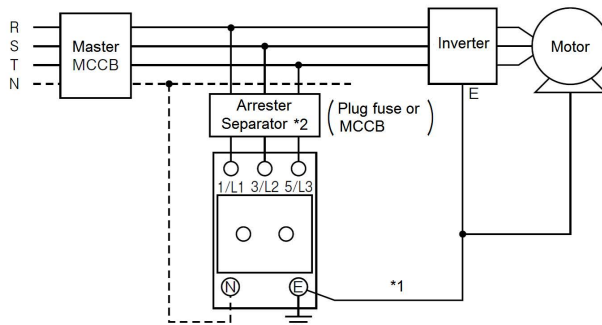 R
S
T
N
Master
MCCB
Inverter
E
Motor
Arrester
Separator *2
(Plug fuse or
MCCB)
1/L1 3/L2 5/L3
N
E
*1